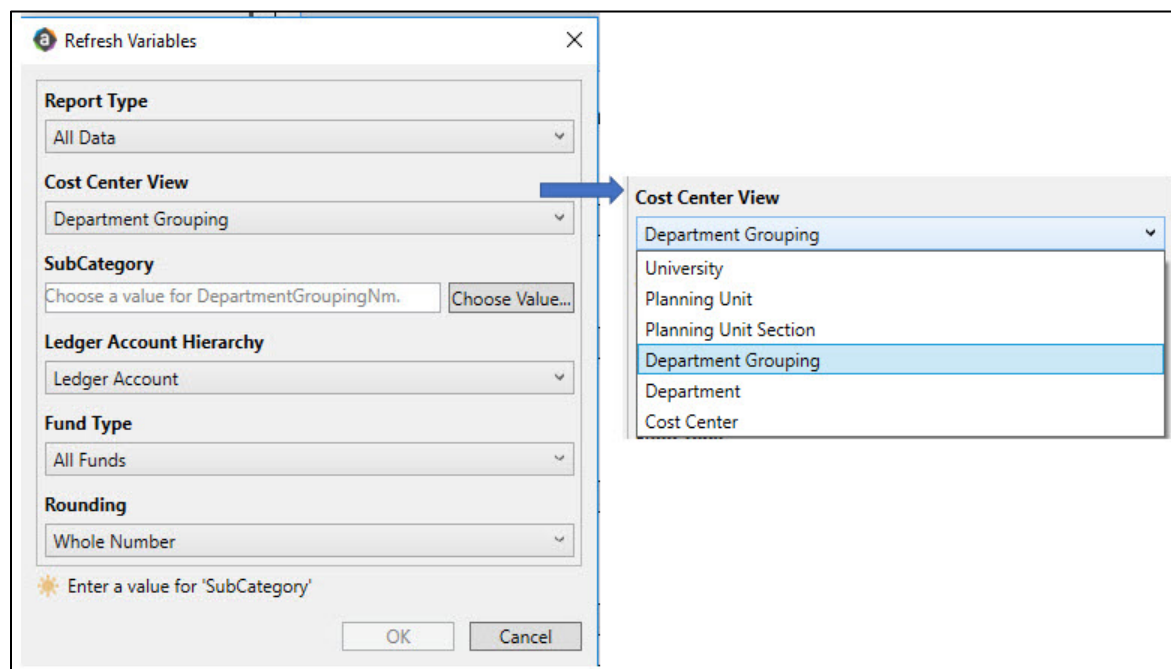 Refresh Variables
Report Type
All Data
Cost Center View
Department Grouping
SubCategory
Choose a value for DepartmentGroupingNm. Choose Value...
Ledger Account Hierarchy
Ledger Account
Fund Type
All Funds
Rounding
Whole Number
Enter a value for 'SubCategory'
OK Cancel
Cost Center View
Department Grouping
University
Planning Unit
Planning Unit Section
Department Grouping
Department
Cost Center